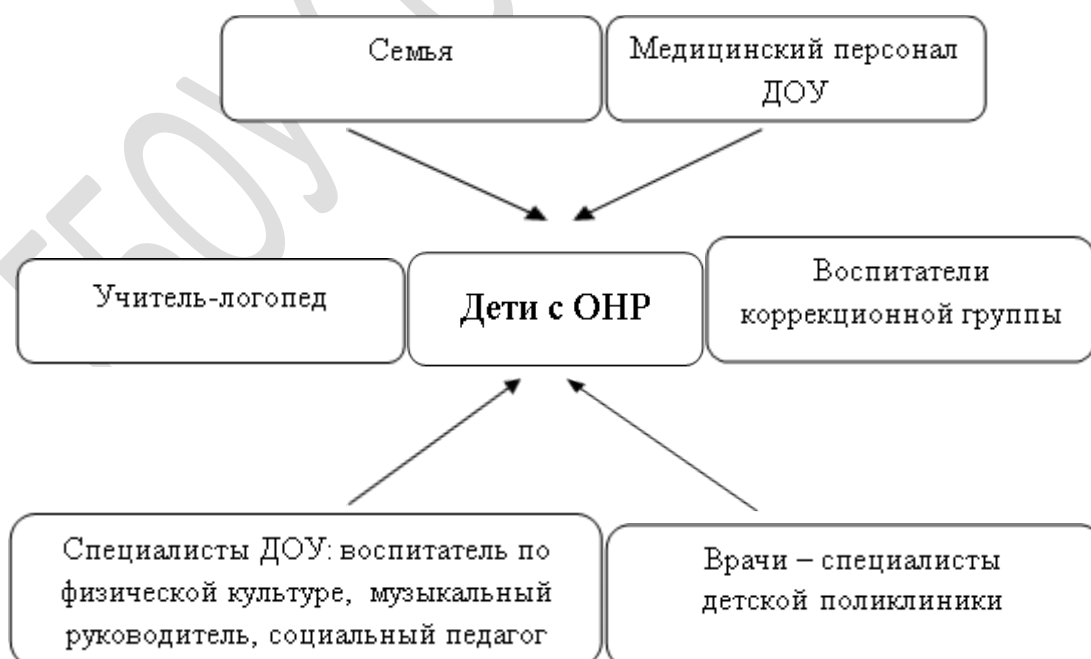 Семья
Медицинский персонал
ДОУ
Учитель-логопед
Дети с ОНР
Воспитатели
коррекционной группы
Специалисты ДОУ: воспитатель по
физической культуре, музыкальный
руководитель, социальный педагог
Врачи – специалисты
детской поликлиники